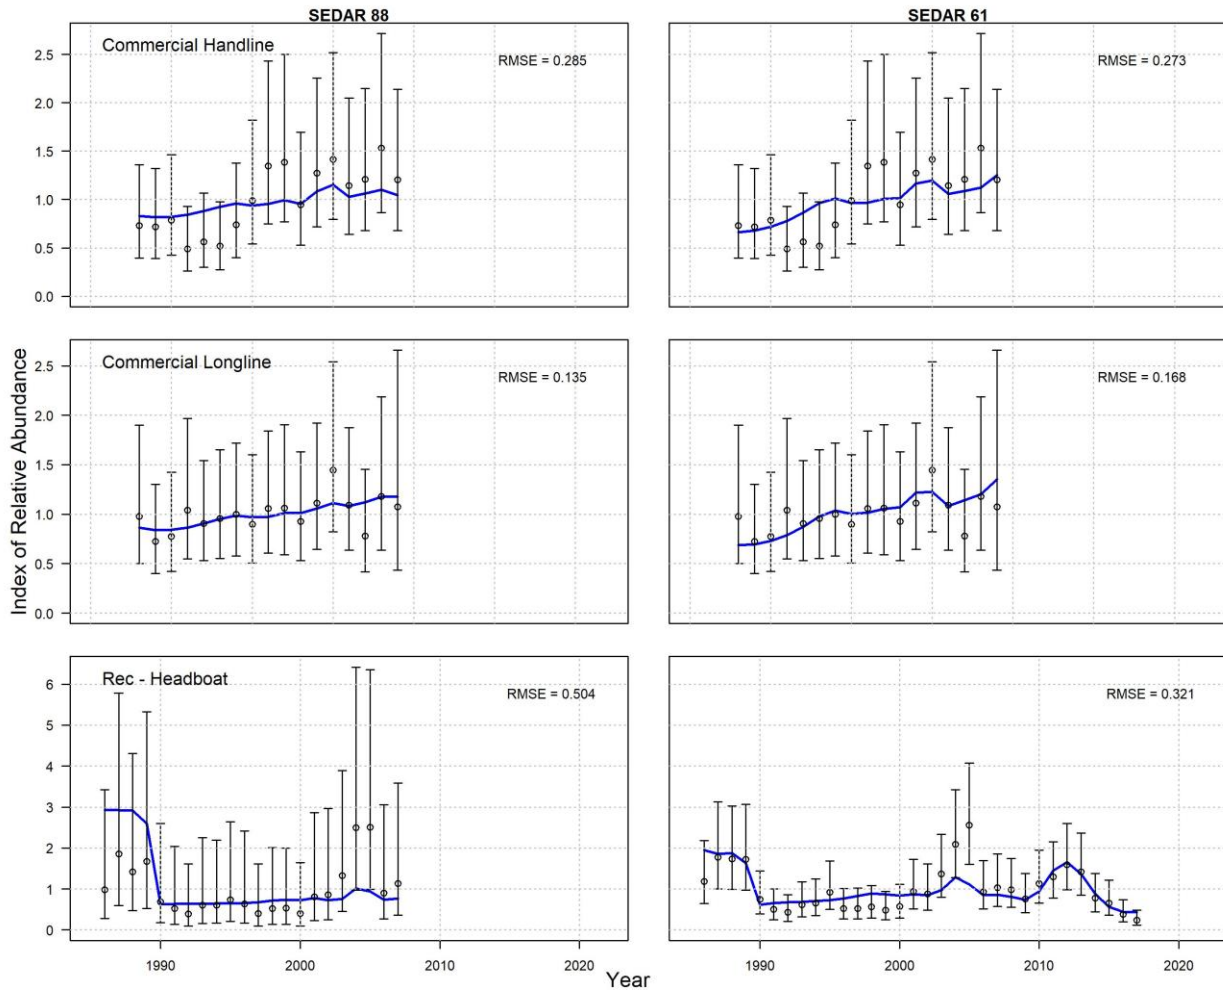 SEDAR 88
SEDAR 61
Commercial Handline
RMSE = 0.285
RMSE = 0.273
2.5
2.0
1.5
1.0
0.5
0.0
Commercial Longline
RMSE = 0.135
RMSE = 0.168
2.5
2.0
1.5
1.0
0.5
0.0
Index of Relative Abundance
Rec - Headboat
RMSE = 0.504
RMSE = 0.321
6
5
4
3
2
1
0
1990 2000 2010 2020
1990 2000 2010 2020
Year